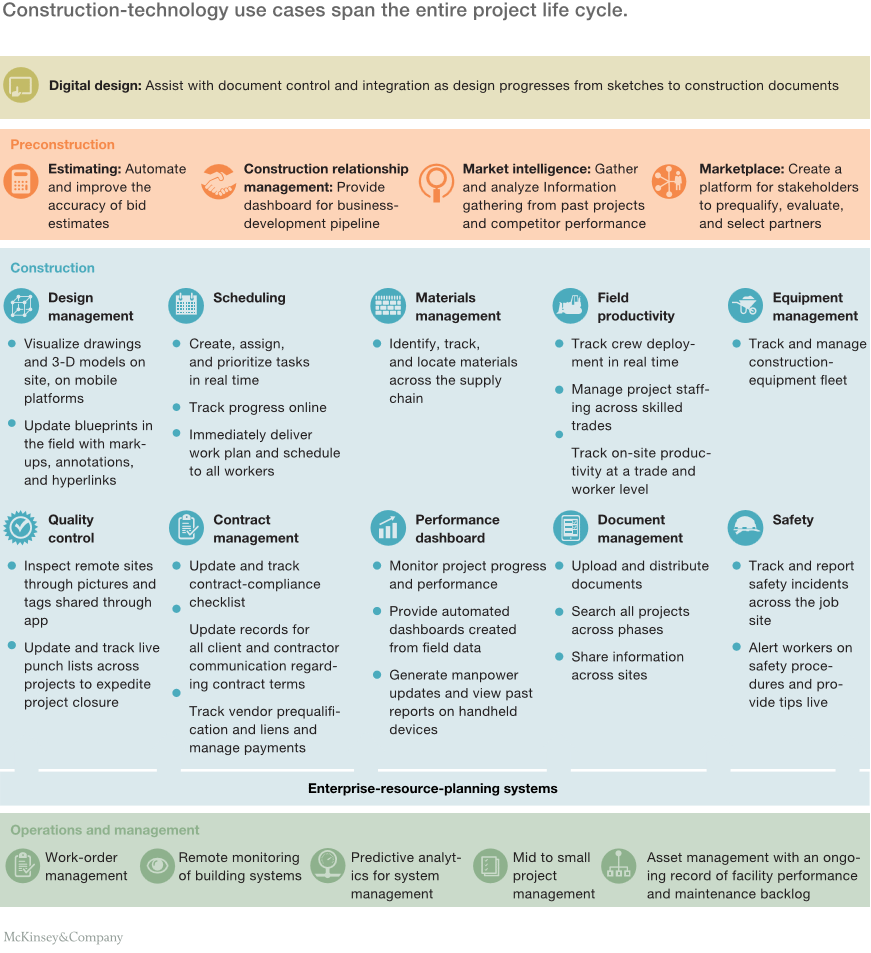 Construction-technology use cases span the entire project life cycle.
Digital design: Assist with document control and integration as design progresses from sketches to construction documents
Preconstruction
Estimating: Automate
and improve the
accuracy of bid
estimates
Construction relationship
management: Provide
dashboard for business-
development pipeline
Market intelligence: Gather
and analyze Information
gathering from past projects
and competitor performance
Marketplace: Create a
platform for stakeholders
to prequalify, evaluate,
and select partners
Construction
Design
management
• Visualize drawings
and 3-D models on
site, on mobile
platforms
• Update blueprints in
the field with mark-
ups, annotations,
and hyperlinks
Scheduling
• Create, assign,
and prioritize tasks
in real time
• Track progress online
• Immediately deliver
work plan and schedule
to all workers
Materials
management
• Identify, track,
and locate materials
across the supply
chain
Field
productivity
• Track crew deploy-
ment in real time
• Manage project staff-
ing across skilled
trades
• Track on-site produc-
tivity at a trade and
worker level
Equipment
management
• Track and manage
construction-
equipment fleet
Quality
control
• Inspect remote sites
through pictures and
tags shared through
app
• Update and track live
punch lists across
projects to expedite
project closure
Contract
management
• Update and track
contract-compliance
checklist
• Update records for
all client and contractor
communication regard-
ing contract terms
• Track vendor prequalifi-
cation and liens and
manage payments
Performance
dashboard
• Monitor project progress
and performance
• Provide automated
dashboards created
from field data
• Generate manpower
updates and view past
reports on handheld
devices
Document
management
• Upload and distribute
documents
• Search all projects
across phases
• Share information
across sites
Safety
• Track and report
safety incidents
across the job
site
• Alert workers on
safety proce-
dures and pro-
vide tips live
Enterprise-resource-planning systems
Operations and management
Work-order
management
Remote monitoring
of building systems
Predictive analyt-
ics for system
management
Mid to small
project
management
Asset management with an ongo-
ing record of facility performance
and maintenance backlog
McKinsey&Company